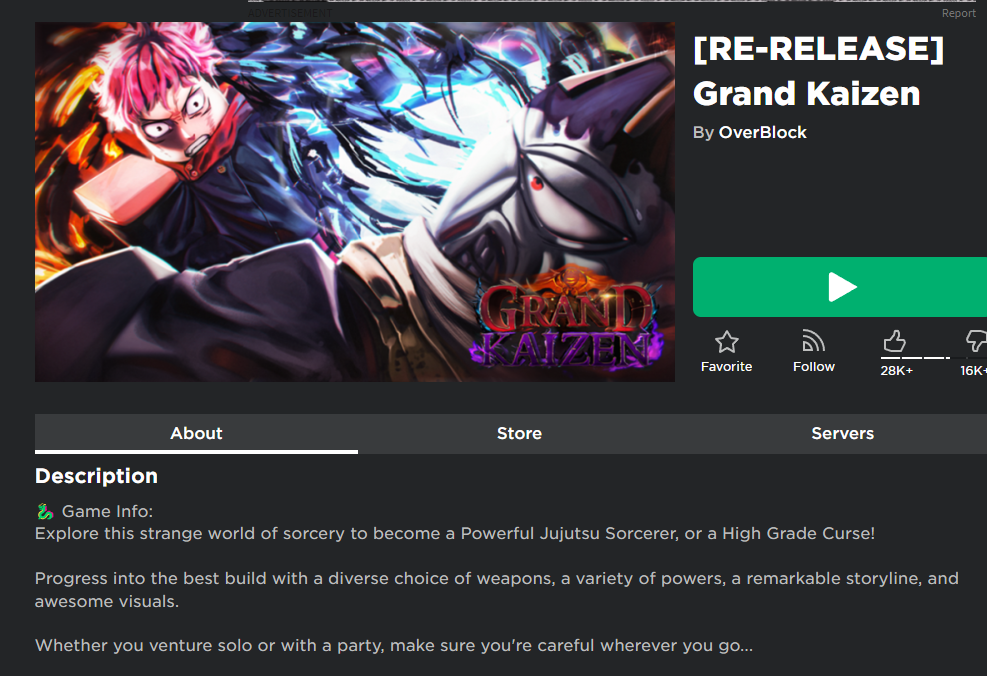 ADVERTISEMENT
Report
[RE-RELEASE]
Grand Kaizen
By OverBlock
GRAND
KAIZEN
Favorite
Follow
28K+
16K+
About
Store
Servers
Description
🐉 Game Info:
Explore this strange world of sorcery to become a Powerful Jujutsu Sorcerer, or a High Grade Curse!
Progress into the best build with a diverse choice of weapons, a variety of powers, a remarkable storyline, and
awesome visuals.
Whether you venture solo or with a party, make sure you're careful wherever you go...